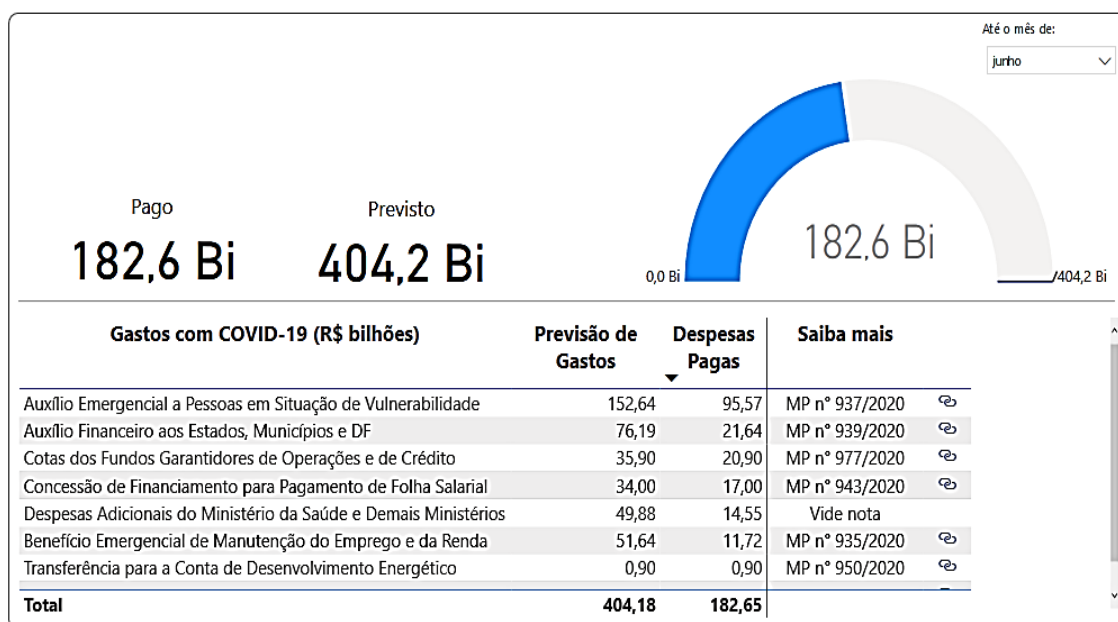 Até o mês de:
junho
Pago
Previsto
182,6 Bi
404,2 Bi
182,6 Bi
0,0 Bi
404,2 Bi
Gastos com COVID-19 (R$ bilhões) Previsão de Gastos Despesas Pagas Saiba mais
Auxílio Emergencial a Pessoas em Situação de Vulnerabilidade 152,64 95,57 MP n° 937/2020
Auxílio Financeiro aos Estados, Municípios e DF 76,19 21,64 MP n° 939/2020
Cotas dos Fundos Garantidores de Operações e de Crédito 35,90 20,90 MP n° 977/2020
Concessão de Financiamento para Pagamento de Folha Salarial 34,00 17,00 MP n° 943/2020
Despesas Adicionais do Ministério da Saúde e Demais Ministérios 49,88 14,55 Vide nota
Benefício Emergencial de Manutenção do Emprego e da Renda 51,64 11,72 MP n° 935/2020
Transferência para a Conta de Desenvolvimento Energético 0,90 0,90 MP n° 950/2020
Total 404,18 182,65